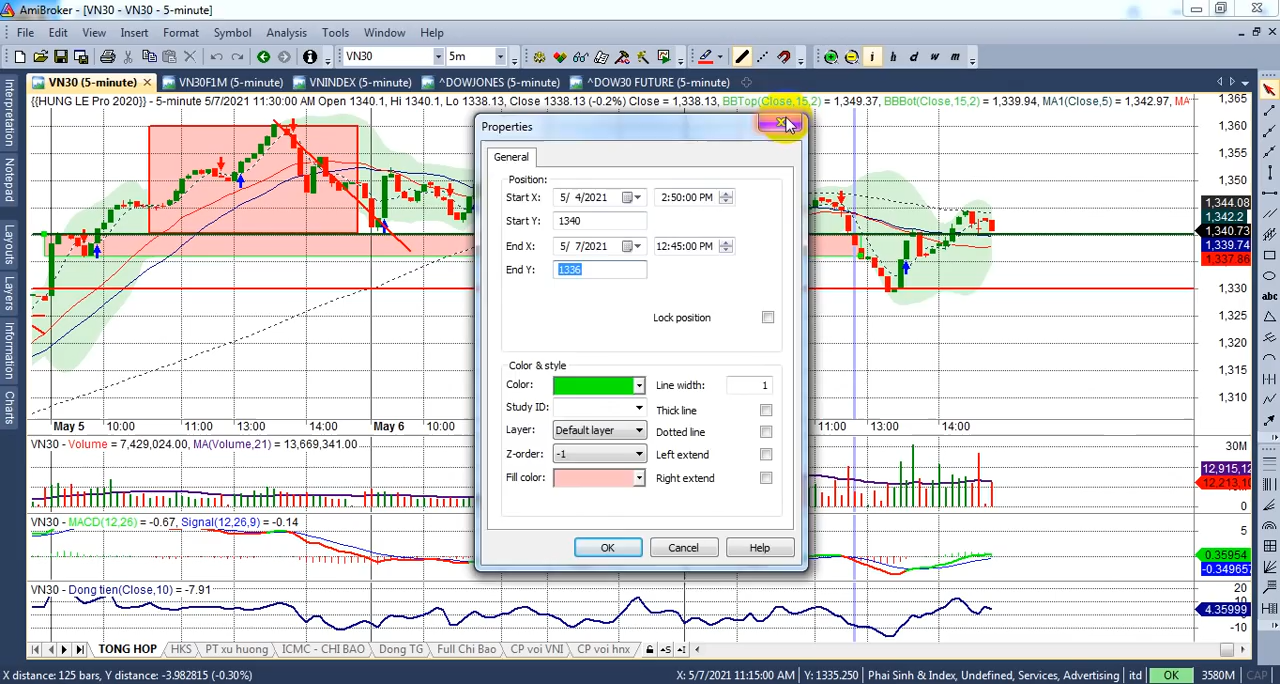 AmiBroker - [VN30 - VN30 - 5-minute]
File Edit View Insert Format Symbol Analysis Tools Window Help
VN30 5m i h d w m
VN30 (5-minute) VN30F1M (5-minute) VNINDEX (5-minute) ^DOWJONES (5-minute) ^DOW30 FUTURE (5-minute)
{{HUNG LE Pro 2020}} - 5-minute 5/7/2021 11:30:00 AM Open 1340.1, Hi 1340.1, Lo 1338.13, Close 1338.13 (-0.2%) Close = 1,338.13, BBTop(Close,15,2) = 1,349.37, BBBot(Close,15,2) = 1,339.94, MA1(Close,5) = 1,342.97, MA
Interpretation
Notepad
Layouts
Layers
Information
Charts
abc
Properties
General
Position:
Start X: 5/ 4/2021 2:50:00 PM
Start Y: 1340
End X: 5/ 7/2021 12:43:00 PM
End Y: 1336
Lock position
Color & style
Color: Line width: 1
Study ID: Thick line
Layer: Default layer Dotted line
Z-order: -1 Left extend
Fill color: Right extend
OK Cancel Help
1,365
1,360
1,355
1,350
1,344.08
1,342.2
1,340.73
1,339.74
1,337.86
1,330
1,325
1,320
1,315
1,310
May 5 10:00 11:00 13:00 14:00 May 6 10:00 11:00 13:00 14:00
VN30 - Volume = 7,429,024.00, MA(Volume,21) = 13,669,341.00
30M
12,915,12
12,213,10
0
VN30 - MACD(12,26) = -0.67, Signal(12,26,9) = -0.14
5
0.35954
-0.349657
VN30 - Dong tien(Close,10) = -7.91
20
10
4.35999
-10
TONG HOP HKS PT xu huong ICMC - CHI BAO Dong TG Full Chi Bao CP voi VNI CP voi hnx
X distance: 125 bars, Y distance: -3.982815 (-0.30%) X: 5/7/2021 11:15:00 AM Y: 1335.250 Phai Sinh & Index, Undefined, Services, Advertising itd OK 3580M CAP